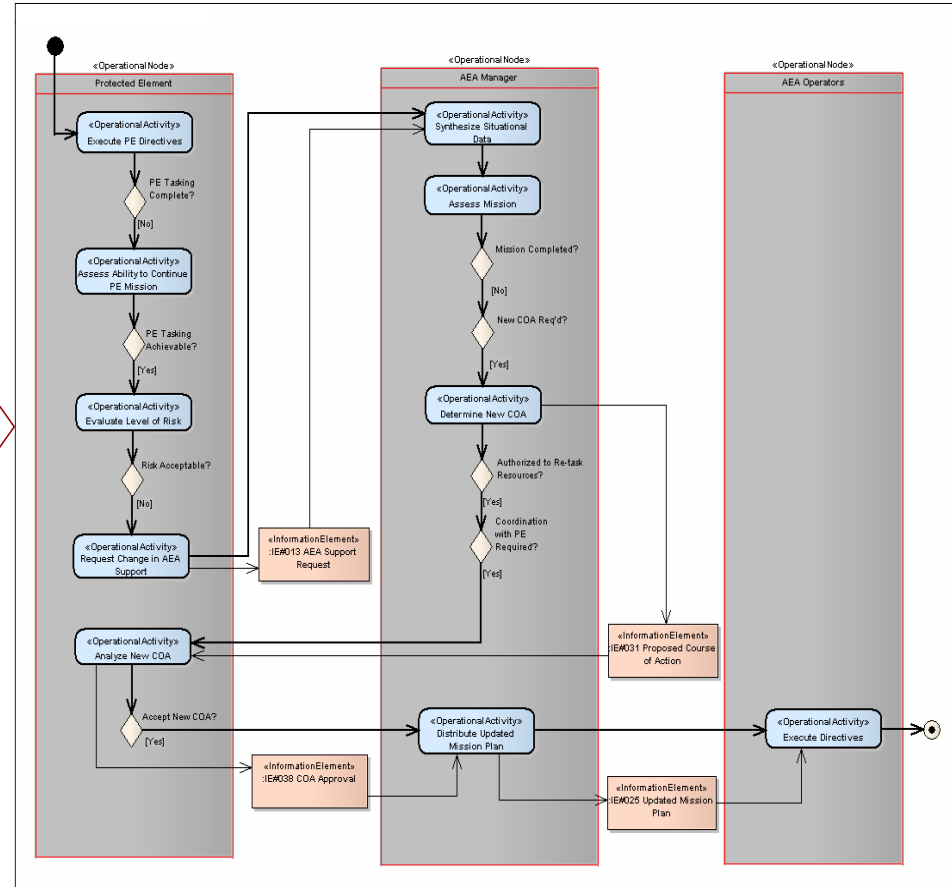 «OperationalNode»
Protected Element
«OperationalActivity»
Execute PE Directives
PE Tasking
Complete?
[No]
«OperationalActivity»
Assess Ability to Continue
PE Mission
PE Tasking
Achievable?
[Yes]
«OperationalActivity»
Evaluate Level of Risk
Risk Acceptable?
[No]
«OperationalActivity»
Request Change in AEA
Support
«InformationElement»
:IE#013 AEA Support
Request
«OperationalActivity»
Analyze New COA
Accept New COA?
[Yes]
«InformationElement»
:IE#038 COA Approval
«OperationalNode»
AEA Manager
«OperationalActivity»
Synthesize Situational
Data
«OperationalActivity»
Assess Mission
Mission Completed?
[No]
New COA Req'd?
[Yes]
«OperationalActivity»
Determine New COA
Authorized to Re-task
Resources?
[Yes]
Coordination
with PE
Required?
[Yes]
«OperationalActivity»
Distribute Updated
Mission Plan
«InformationElement»
:IE#031 Proposed Course
of Action
«InformationElement»
:IE#025 Updated Mission
Plan
«OperationalNode»
AEA Operators
«OperationalActivity»
Execute Directives